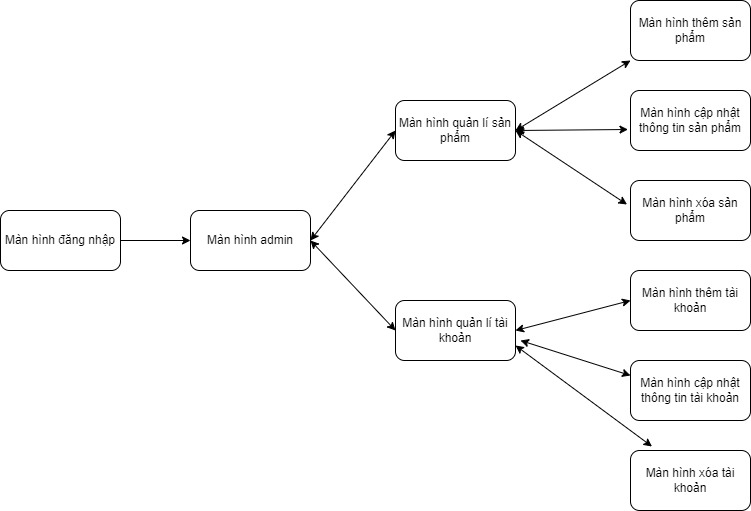 Màn hình thêm sản
phẩm
Màn hình quản lí sản
phẩm
Màn hình cập nhật
thông tin sản phẩm
Màn hình xóa sản
phẩm
Màn hình đăng nhập
Màn hình admin
Màn hình quản lí tài
khoản
Màn hình thêm tài
khoản
Màn hình cập nhật
thông tin tài khoản
Màn hình xóa tài
khoản